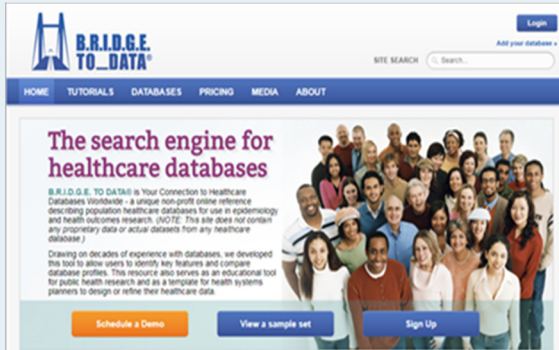 B.R.I.D.G.E.
TO_DATA®
Login
Add your database »
SITE SEARCH
Search...
HOME TUTORIALS DATABASES PRICING MEDIA ABOUT
The search engine for
healthcare databases
B.R.I.D.G.E. TO DATA® is Your Connection to Healthcare
Databases Worldwide - a unique non-profit online reference
describing population healthcare databases for use in epidemiology
and health outcomes research. (NOTE: This site does not contain
any proprietary data or actual datasets from any healthcare
database.)
Drawing on decades of experience with databases, we developed
this tool to allow users to identify key features and compare
database profiles. This resource also serves as an educational tool
for public health research and as a template for health systems
planners to design or refine their healthcare data.
Schedule a Demo
View a sample set
Sign Up